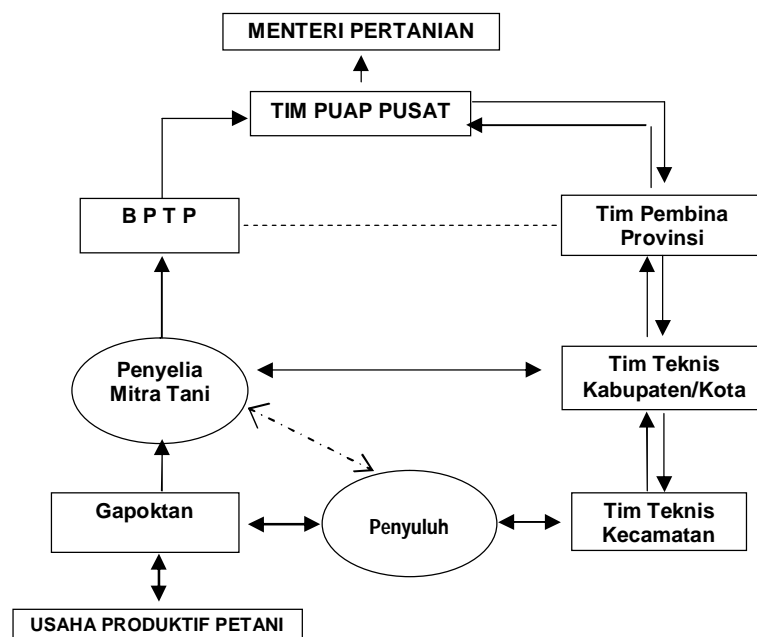 MENTERI PERTANIAN
TIM PUAP PUSAT
B P T P
Tim Pembina
Provinsi
Penyelia
Mitra Tani
Tim Teknis
Kabupaten/Kota
Gapoktan
Penyuluh
Tim Teknis
Kecamatan
USAHA PRODUKTIF PETANI